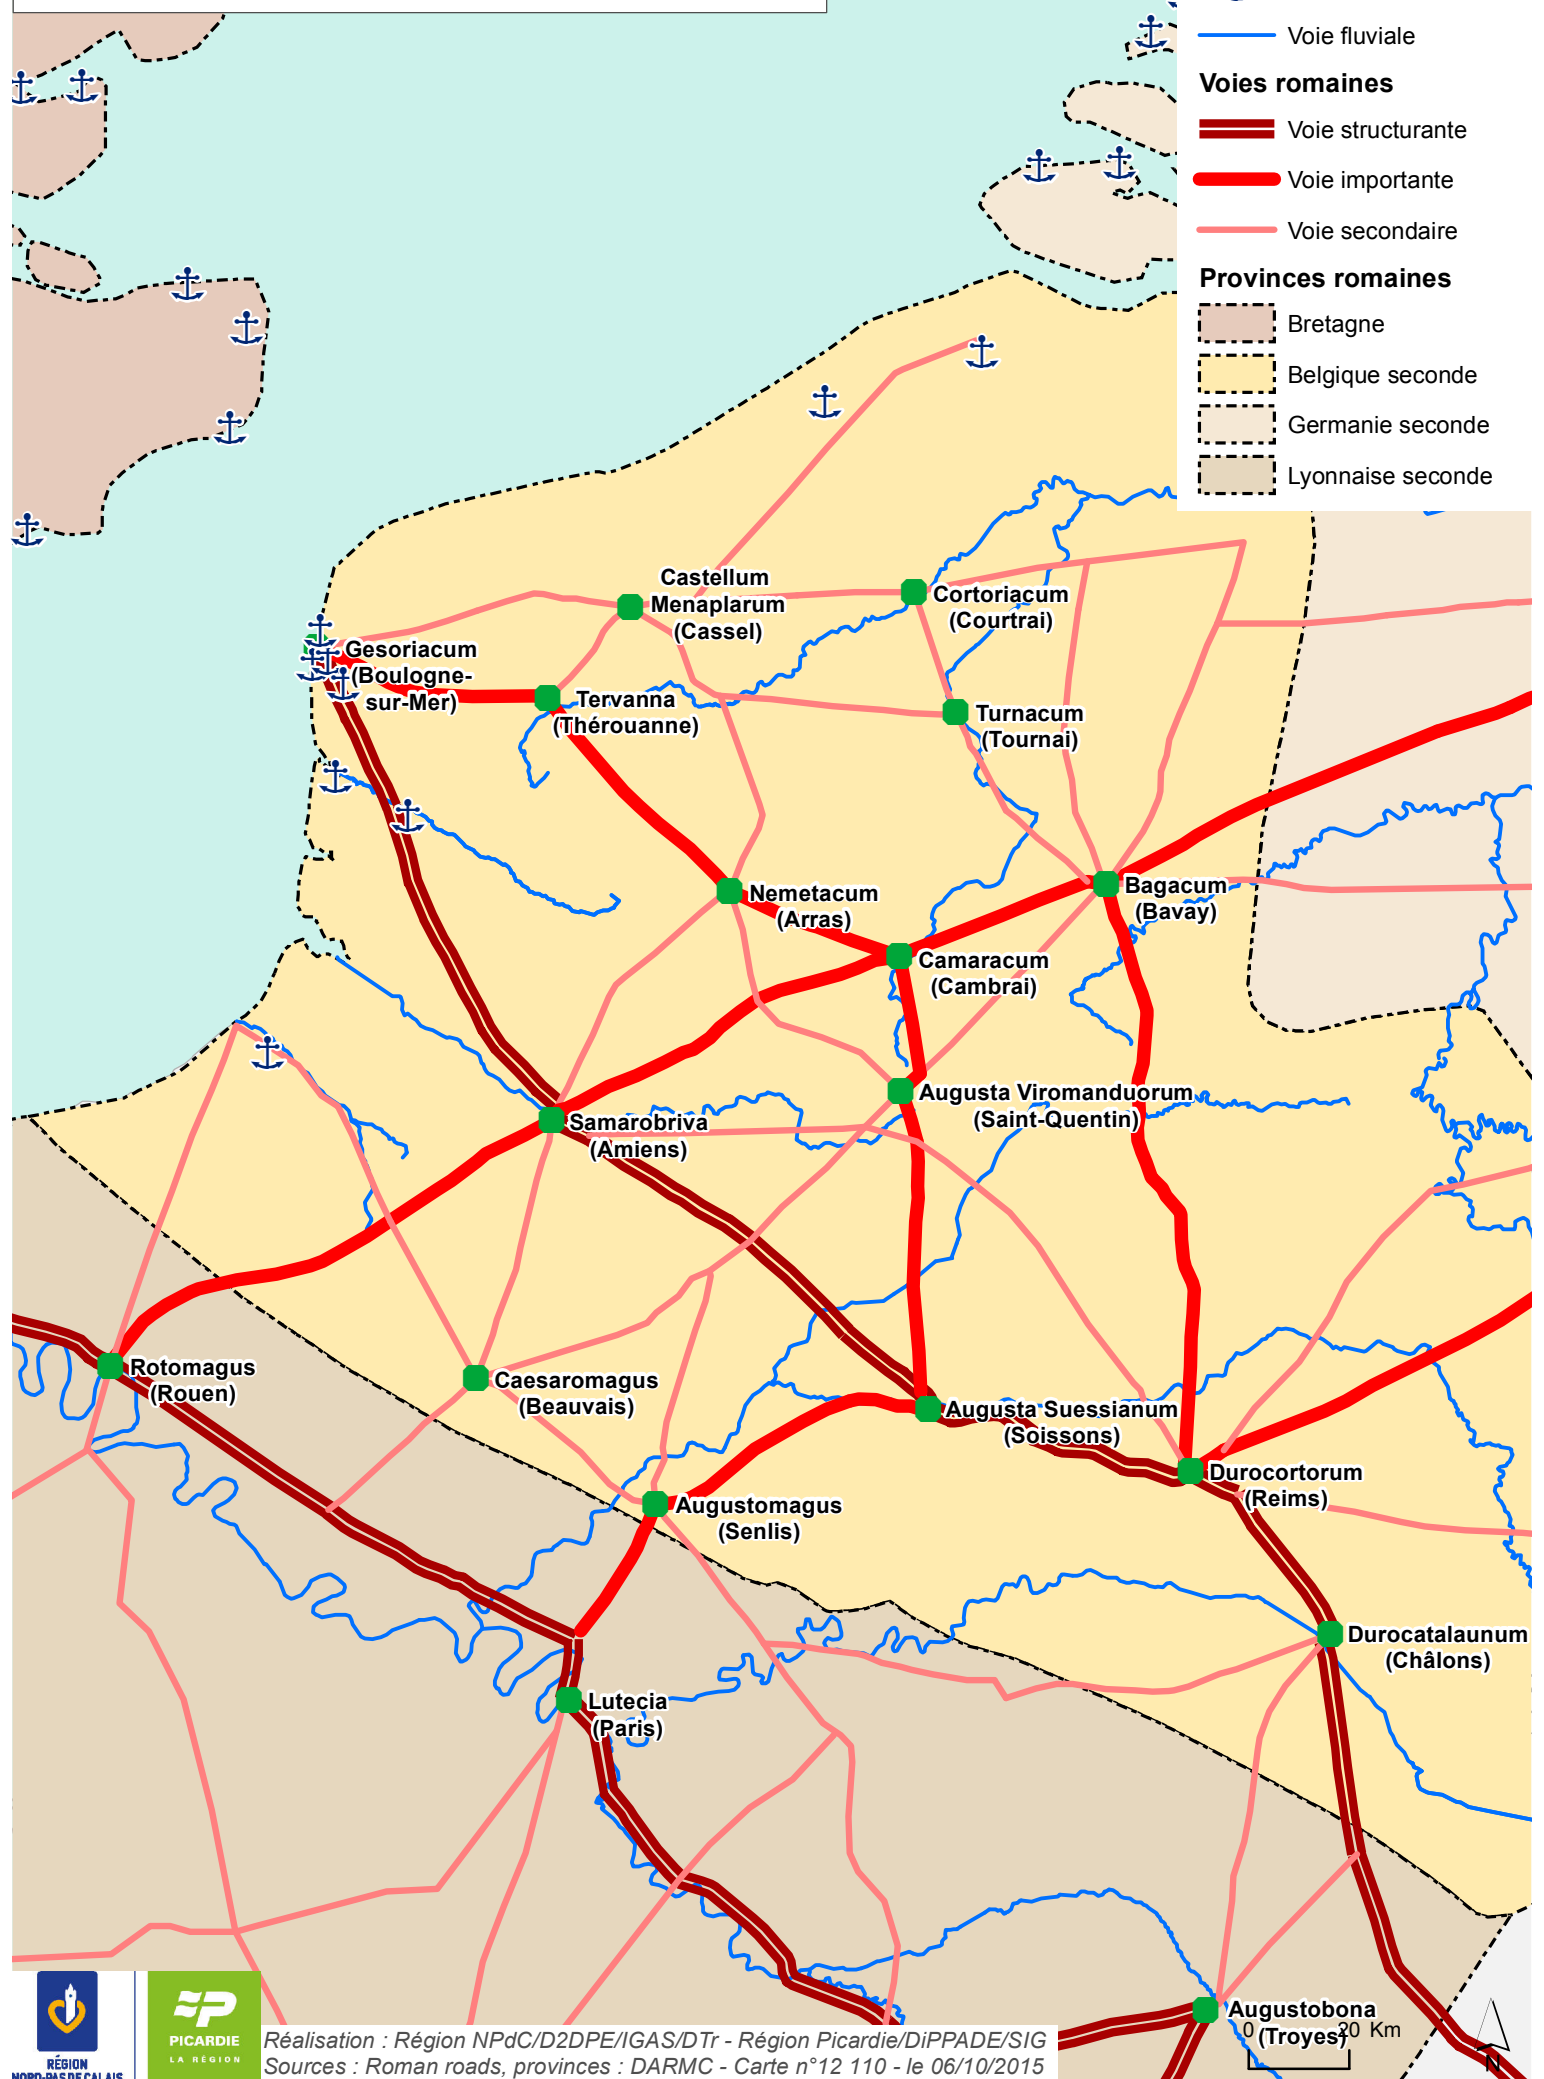 Voie fluviale
Voies romaines
Voie structurante
Voie importante
Voie secondaire
Provinces romaines
Bretagne
Belgique seconde
Germanie seconde
Lyonnaise seconde
Castellum
Menaplarum
(Cassel)
Cortoriacum
(Courtrai)
Gesoriacum
(Boulogne-
sur-Mer)
Tervanna
(Thérouanne)
Turnacum
(Tournai)
Nemetacum
(Arras)
Bagacum
(Bavay)
Camaracum
(Cambrai)
Augusta Viromanduorum
(Saint-Quentin)
Samarobriva
(Amiens)
Rotomagus
(Rouen)
Caesaromagus
(Beauvais)
Augusta Suessianum
(Soissons)
Durocortorum
(Reims)
Augustomagus
(Senlis)
Durocatalaunum
(Châlons)
Lutecia
(Paris)
Augustobona
(Troyes)
0 20 Km
N
PICARDIE
LA RÉGION
RÉGION
NORD-PAS DE CALAIS
Réalisation : Région NPdC/D2DPE/IGAS/DTr - Région Picardie/DiPPADE/SIG
Sources : Roman roads, provinces : DARMC - Carte n°12 110 - le 06/10/2015